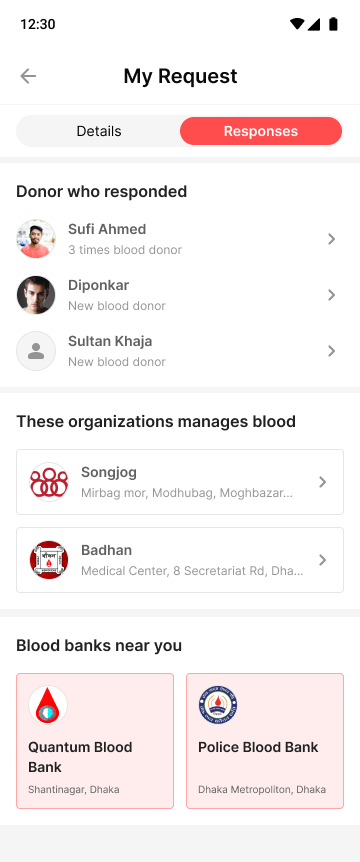 12:30
My Request
Details
Responses
Donor who responded
Sufi Ahmed
3 times blood donor
Diponkar
New blood donor
Sultan Khaja
New blood donor
These organizations manages blood
Songjog
Mirbag mor, Modhubag, Moghbazar...
Badhan
Medical Center, 8 Secretariat Rd, Dha...
Blood banks near you
Quantum Blood
Bank
Shantinagar, Dhaka
Police Blood Bank
Dhaka Metropoliton, Dhaka